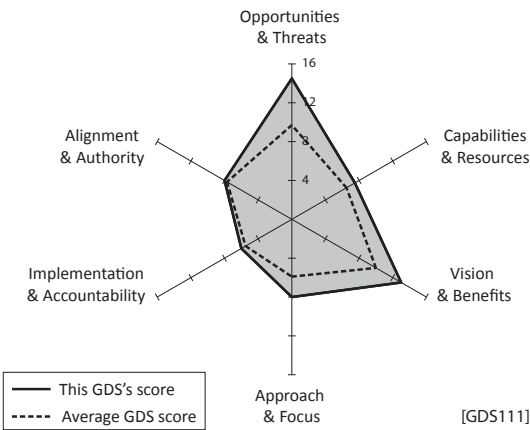 Opportunities
& Threats
16
12
8
4
Alignment
& Authority
Capabilities
& Resources
Implementation
& Accountability
Vision
& Benefits
This GDS's score
Average GDS score
Approach
& Focus
[GDS111]